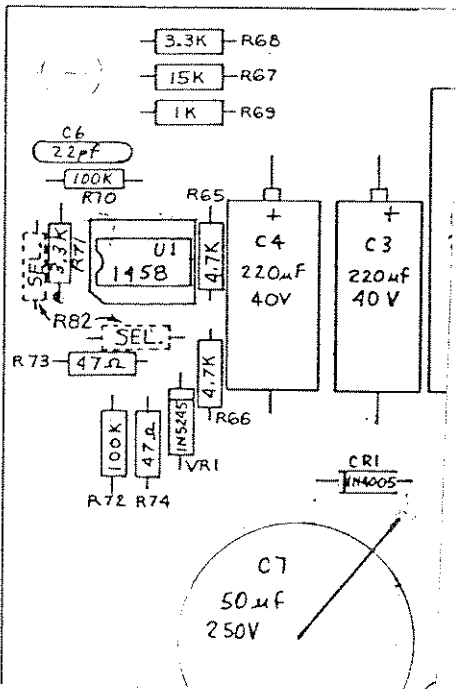 3.3K R68
15K R67
1K R69
C6
22pf
100K
R70
R65
4.7K
SEL.
3.3K
R71
U1
1458
+
C4
220µF
40V
+
C3
220µf
40V
R82
SEL.
R73 47Ω
4.7K
R66
1N5245
VR1
100K
R72
47Ω
R74
CR1
1N4005
C7
50µf
250V